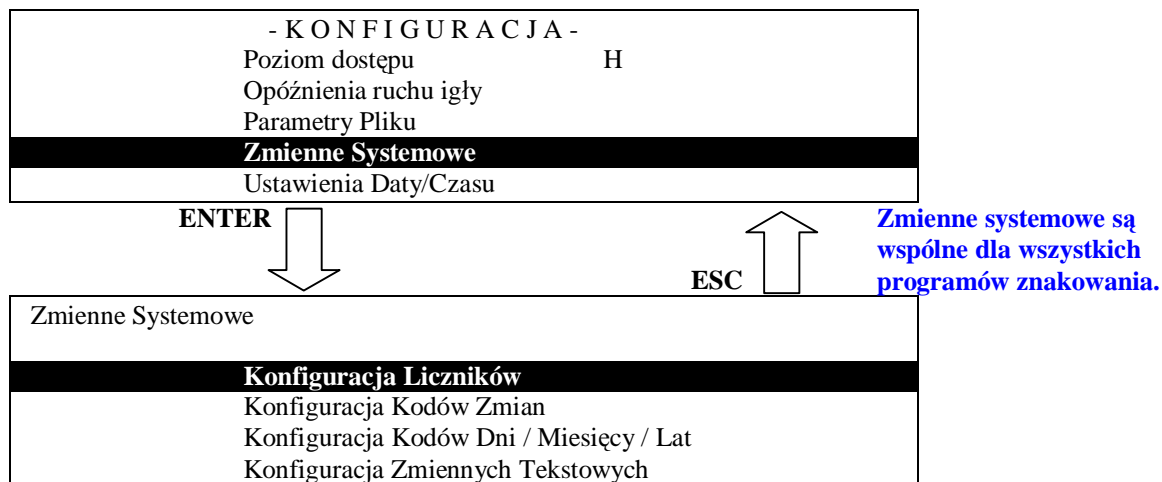 - K O N F I G U R A C J A -
Poziom dostępu H
Opóźnienia ruchu igły
Parametry Pliku
Zmienne Systemowe
Ustawienia Daty/Czasu
ENTER
ESC
Zmienne systemowe są
wspólne dla wszystkich
programów znakowania.
Zmienne Systemowe
Konfiguracja Liczników
Konfiguracja Kodów Zmian
Konfiguracja Kodów Dni / Miesięcy / Lat
Konfiguracja Zmiennych Tekstowych